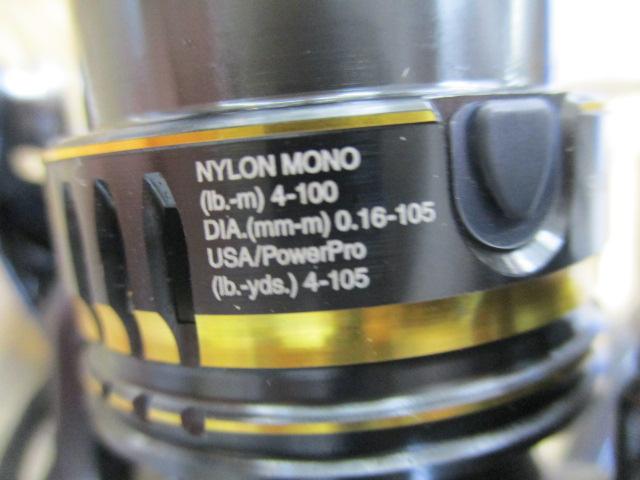 NYLON MONO
(lb.-m) 4-100
DIA.(mm-m) 0.16-105
USA/PowerPro
(lb.-yds.) 4-105